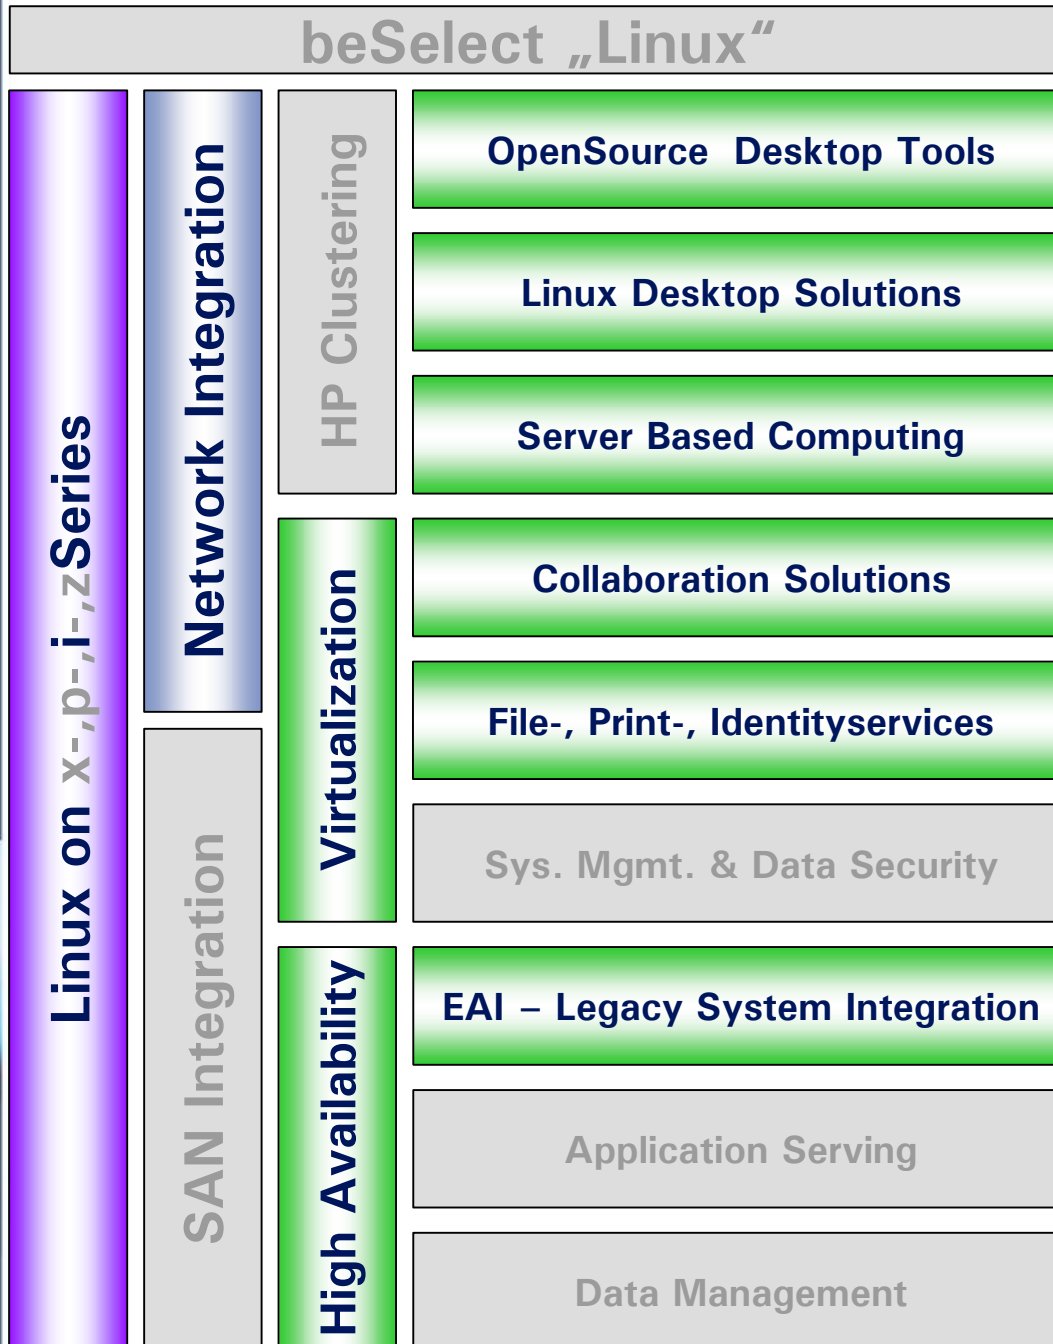 beSelect „Linux“
Linux on x-,p-,i-,zSeries
Network Integration
SAN Integration
HP Clustering
Virtualization
High Availability
OpenSource Desktop Tools
Linux Desktop Solutions
Server Based Computing
Collaboration Solutions
File-, Print-, Identityservices
Sys. Mgmt. & Data Security
EAI – Legacy System Integration
Application Serving
Data Management